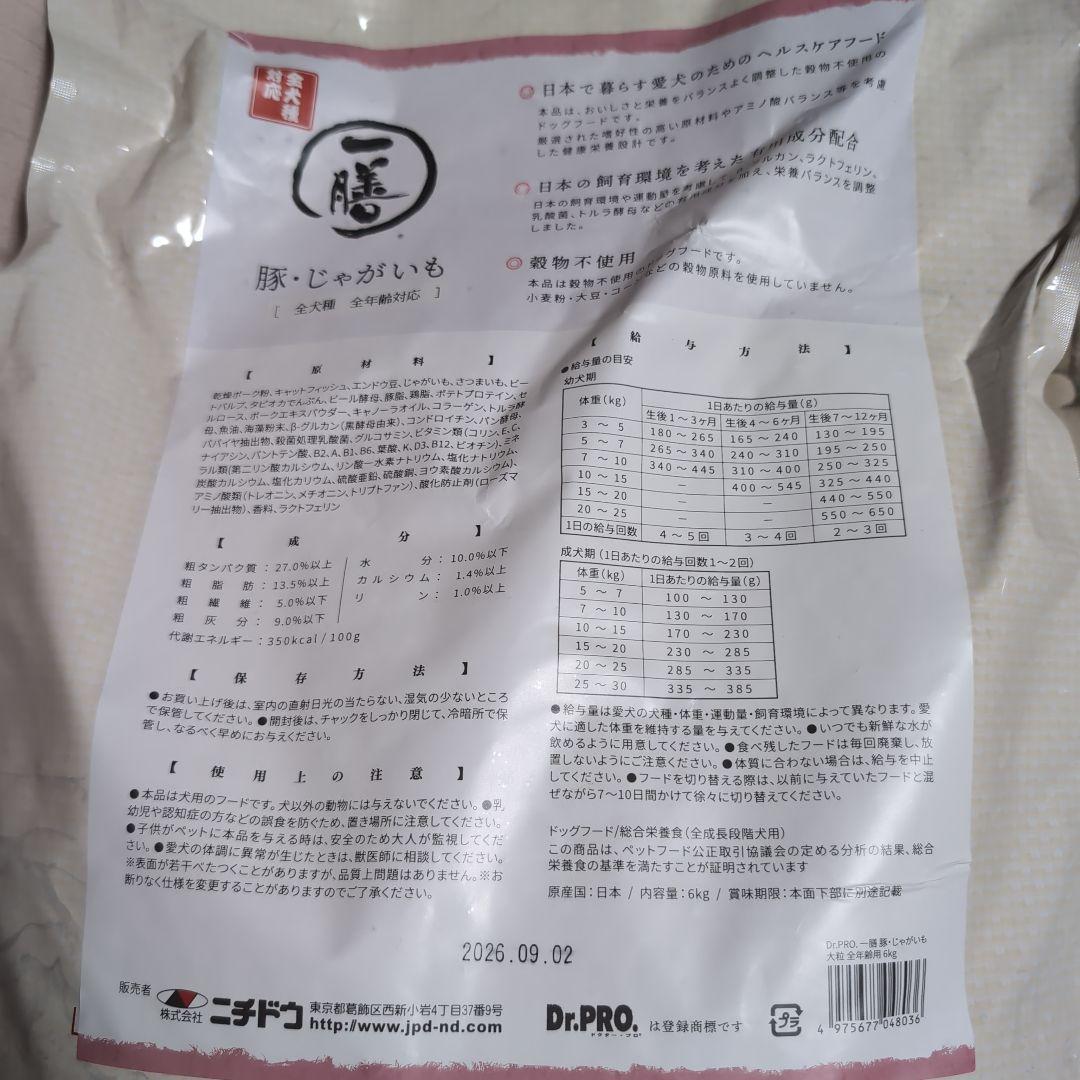 全犬種
対応
一膳
豚・じゃがいも
[ 全犬種 全年齢対応 ]
◎ 日本で暮らす愛犬のためのヘルスケアフード
本品は、おいしさと栄養をバランスよく調整した穀物不使用の
ドッグフードです。
厳選された嗜好性の高い原材料やアミノ酸バランス等を考慮
した健康栄養設計です。
◎ 日本の飼育環境を考えた有用成分配合
日本の飼育環境や運動量を考慮して、 ルカン、ラクトフェリン、
乳酸菌、トルラ酵母などの有用成分を加え、栄養バランスを調整
しました。
◎ 穀物不使用
本品は穀物不使用のドッグフードです。
小麦粉・大豆・コーンなどの穀物原料を使用していません。
【 原材料 】
乾燥ポーク粉、キャットフィッシュ、エンドウ豆、じゃがいも、さつまいも、ビー
トパルプ、タピオカでんぷん、ビール酵母、豚脂、鶏脂、ポテトプロテイン、セ
ルロース、ポークエキスパウダー、キャノーラオイル、コラーゲン、トルラ酵
母、魚油、海藻粉末、β-グルカン(黒酵母由来)、コンドロイチン、パン酵母、
パパイヤ抽出物、殺菌処理乳酸菌、グルコサミン、ビタミン類(コリン、E、C、
ナイアシン、パントテン酸、B2、A、B1、B6、葉酸、K、D3、B12、ビオチン)、ミネ
ラル類(第二リン酸カルシウム、リン酸一水素ナトリウム、塩化ナトリウム、
炭酸カルシウム、塩化カリウム、硫酸亜鉛、硫酸銅、ヨウ素酸カルシウム)、
アミノ酸類(トレオニン、メチオニン、トリプトファン)、酸化防止剤(ローズマ
リー抽出物)、香料、ラクトフェリン
【 成分 】
粗タンパク質：27.0%以上 水分：10.0%以下
粗脂肪：13.5%以上 カルシウム：1.4%以上
粗繊維：5.0%以下 リン：1.0%以上
粗灰分：9.0%以下
代謝エネルギー：350kcal/100g
【 保存方法 】
●お買い上げ後は、室内の直射日光の当たらない、湿気の少ないところ
で保管してください。●開封後は、チャックをしっかり閉じて、冷暗所で保
管し、なるべく早めにお与えください。
【 使用上の注意 】
●本品は犬用のフードです。犬以外の動物には与えないでください。●乳
幼児や認知症の方などの誤食を防ぐため、置き場所に注意してください。
●子供がペットに本品を与える時は、安全のため大人が監視してくだ
さい。●愛犬の体調に異常が生じたときは、獣医師に相談してください。
※表面が若干べたつくことがありますが、品質上問題はありません。※お
断りなく仕様を変更することがありますのでご了承ください。
【 給与方法 】
●給与量の目安
幼犬期
体重(kg) 1日あたりの給与量(g)
生後1〜3ヶ月 生後4〜6ヶ月 生後7〜12ヶ月
3 〜 5 180 〜 265 165 〜 240 130 〜 195
5 〜 7 265 〜 340 240 〜 310 195 〜 250
7 〜 10 340 〜 445 310 〜 400 250 〜 325
10 〜 15 − 400 〜 545 325 〜 440
15 〜 20 − − 440 〜 550
20 〜 25 − − 550 〜 650
1日の給与回数 4〜5回 3〜4回 2〜3回
成犬期(1日あたりの給与回数1〜2回)
体重(kg) 1日あたりの給与量(g)
5 〜 7 100 〜 130
7 〜 10 130 〜 170
10 〜 15 170 〜 230
15 〜 20 230 〜 285
20 〜 25 285 〜 335
25 〜 30 335 〜 385
●給与量は愛犬の犬種・体重・運動量・飼育環境によって異なります。愛
犬に適した体重を維持する量を与えてください。●いつでも新鮮な水が
飲めるように用意してください。●食べ残したフードは毎回廃棄し、放
置しないようにご注意ください。●体質に合わない場合は、給与を中止
してください。●フードを切り替える際は、以前に与えていたフードと混
ぜながら7〜10日間かけて徐々に切り替えてください。
ドッグフード/総合栄養食(全成長段階犬用)
この商品は、ペットフード公正取引協議会の定める分析の結果、総合
栄養食の基準を満たすことが証明されています
原産国：日本 / 内容量：6kg / 賞味期限：本面下部に別途記載
2026.09.02
Dr.PRO. 一膳 豚・じゃがいも
大粒 全年齢用 6kg
販売者
株式会社 ニチドウ
東京都葛飾区西新小岩4丁目37番9号
http://www.jpd-nd.com
Dr.PRO.
ドクター・プロ
は登録商標です
プラ
4 975677 048036